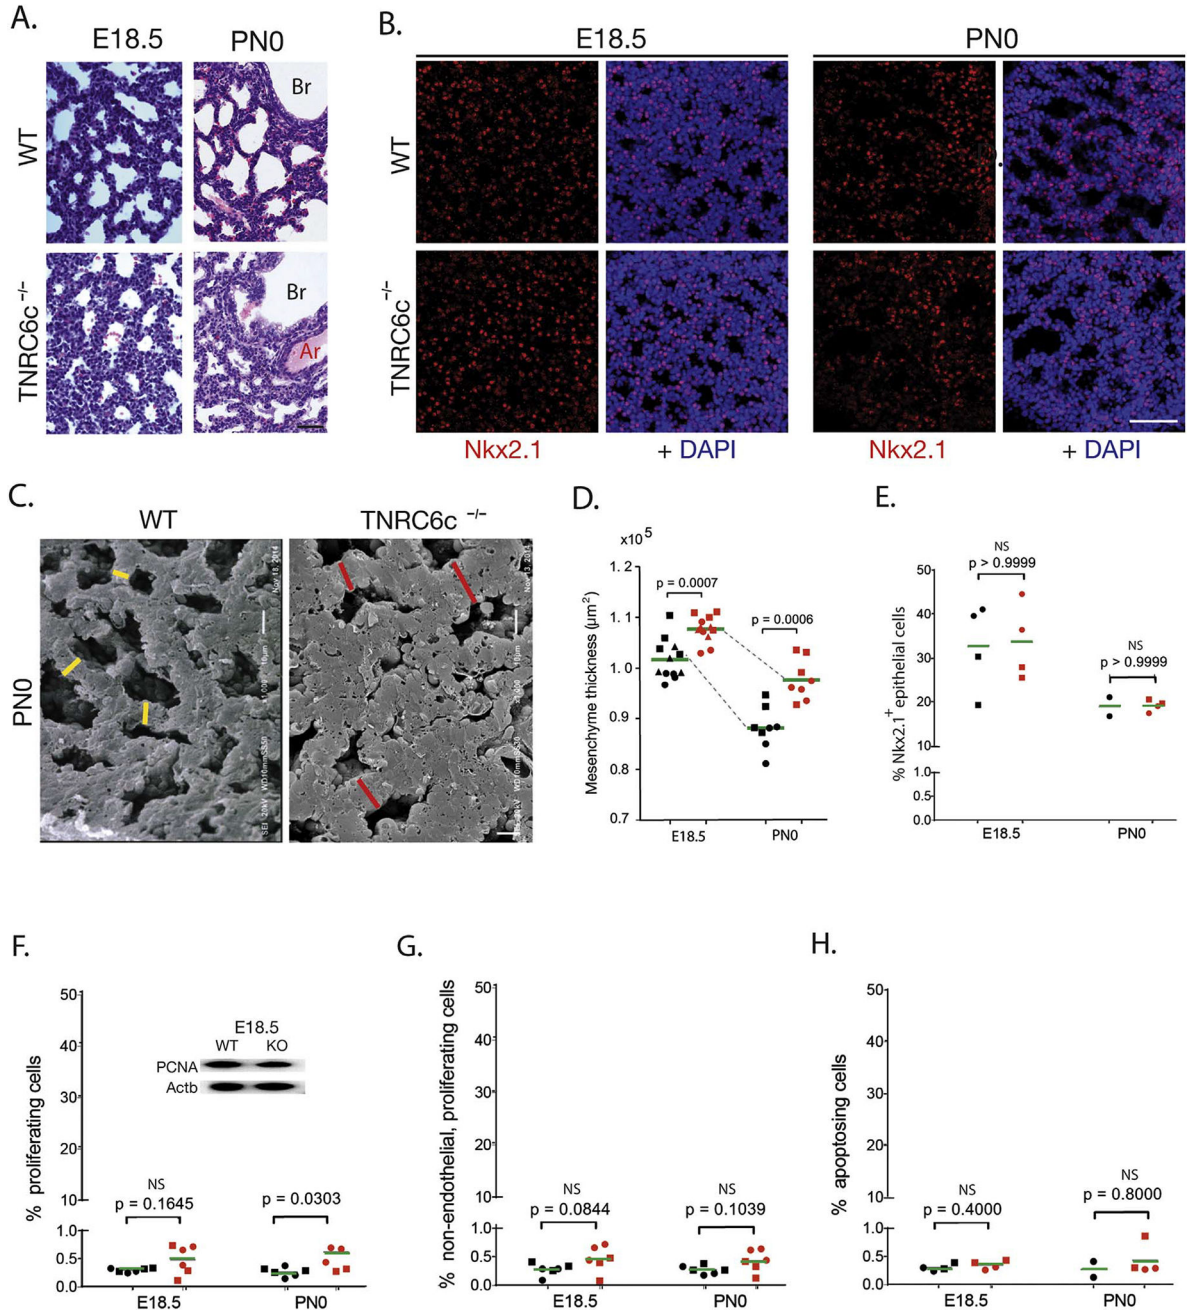 A.
E18.5 PN0
WT
Br
TNRC6c -/-
Br
Ar
B.
E18.5 PN0
WT
TNRC6c -/-
Nkx2.1 + DAPI Nkx2.1 + DAPI
C.
WT TNRC6c -/-
PN0
Nov 18, 2014
D.
x10⁵
Mesenchyme thickness (µm²)
1.2
1.1
1.0
0.9
0.8
0.7
p = 0.0007
p = 0.0006
E18.5 PN0
E.
% Nkx2.1⁺ epithelial cells
50
40
30
20
10
1.0
0.5
0.0
NS
p > 0.9999
NS
p > 0.9999
E18.5 PN0
F.
% proliferating cells
50
40
30
20
10
1.0
0.5
0.0
E18.5
WT KO
PCNA
Actb
NS
p = 0.1645
p = 0.0303
E18.5 PN0
G.
% non-endothelial, proliferating cells
50
40
30
20
10
1.0
0.5
0.0
NS
p = 0.0844
NS
p = 0.1039
E18.5 PN0
H.
% apoptosing cells
50
40
30
20
10
1.0
0.5
0.0
NS
p = 0.4000
NS
p = 0.8000
E18.5 PN0